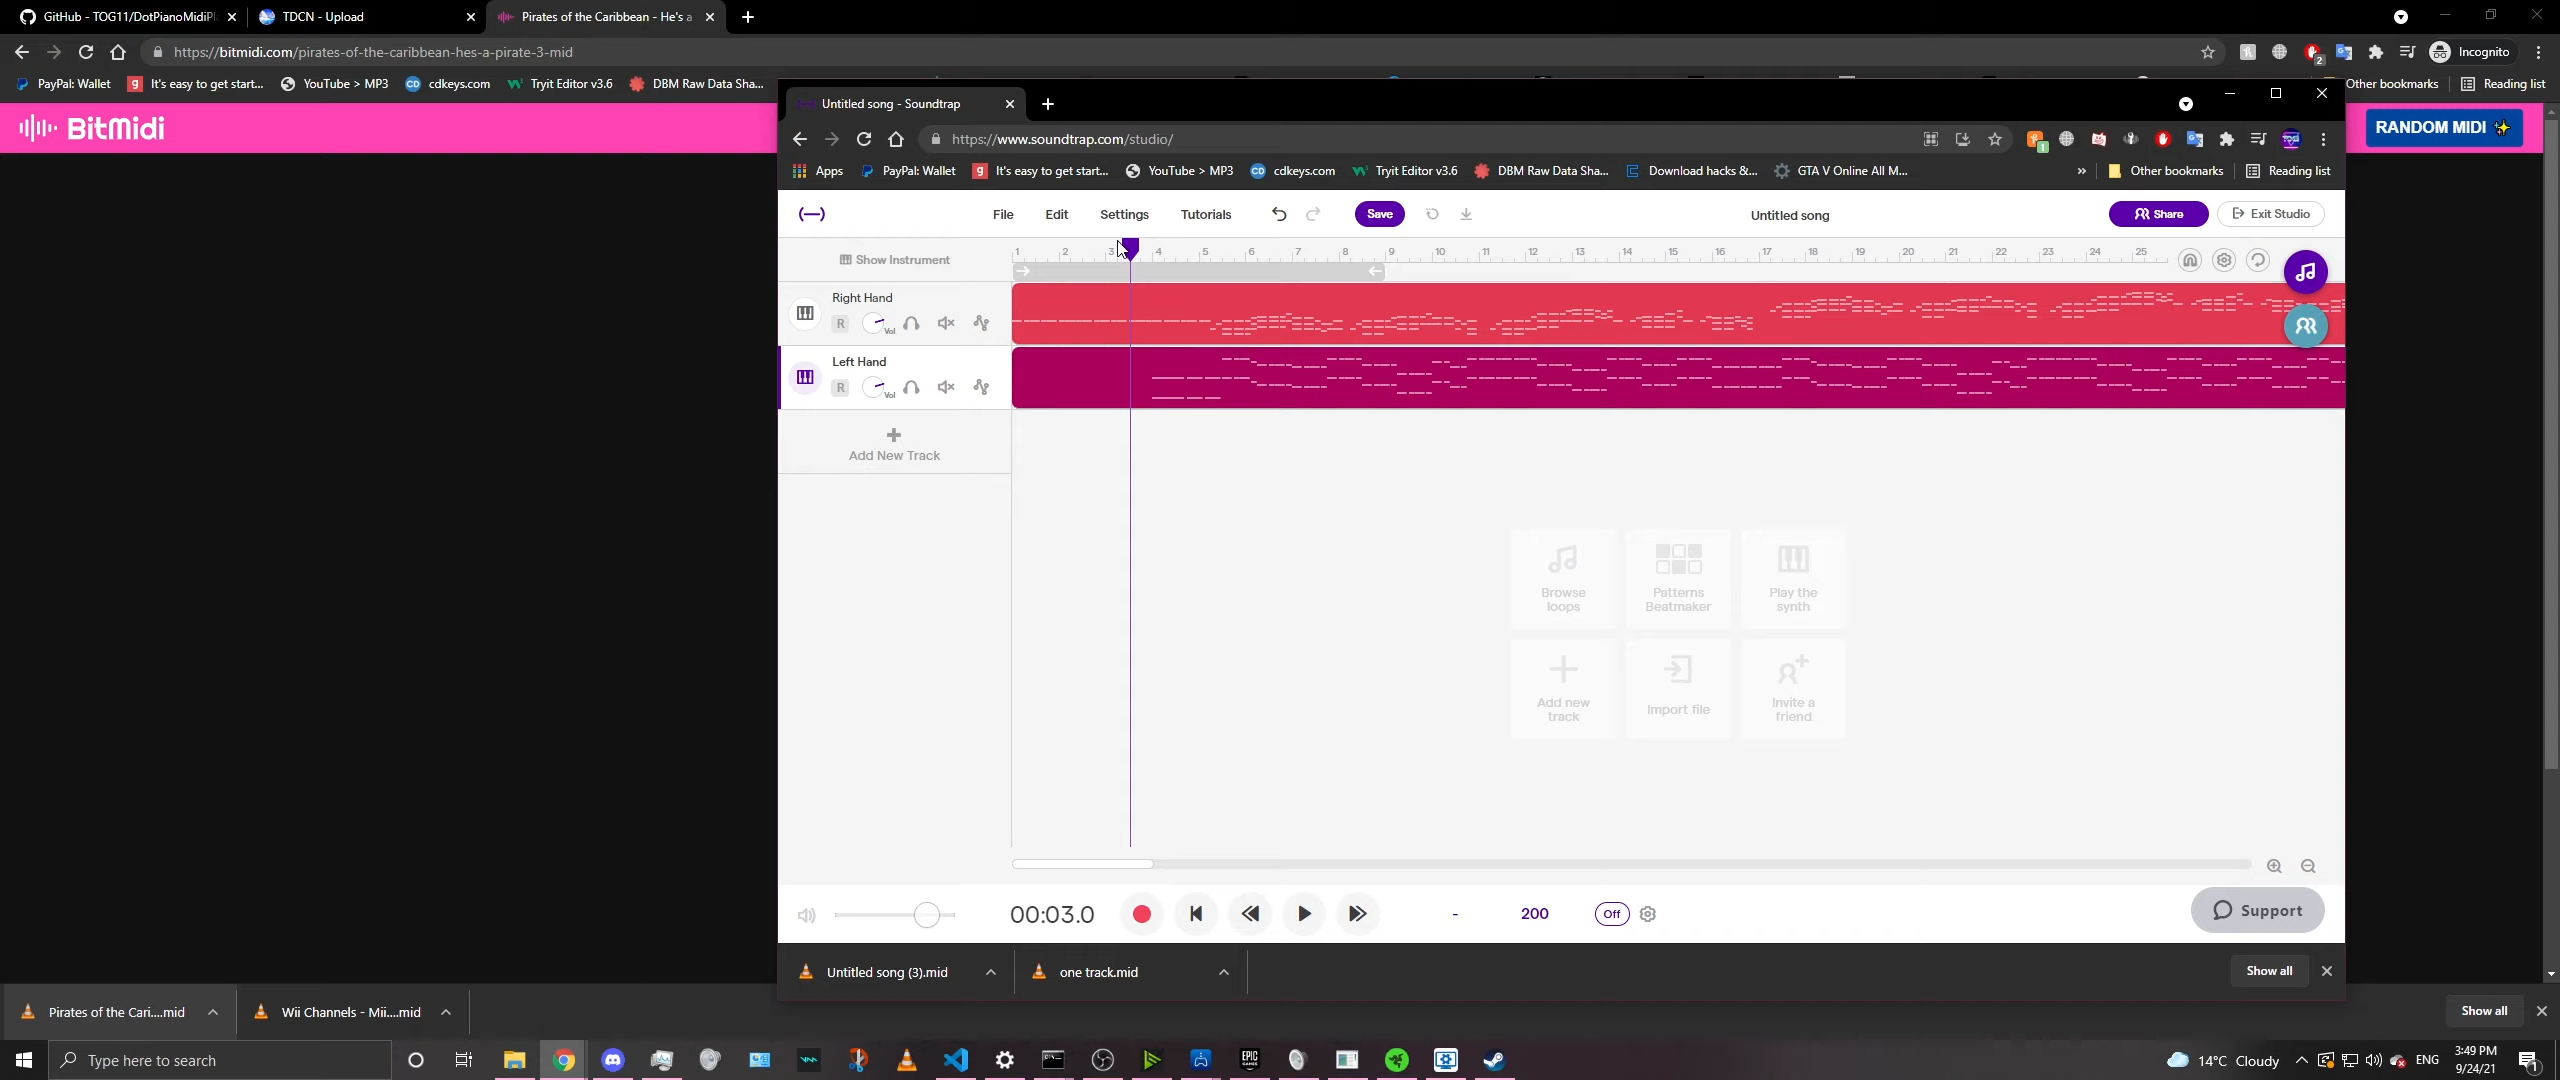 GitHub - TOG11/DotPianoMidiPl
TDCN - Upload
Pirates of the Caribbean - He's a
https://bitmidi.com/pirates-of-the-caribbean-hes-a-pirate-3-mid
2
Incognito
PayPal: Wallet
It's easy to get start...
YouTube > MP3
cdkeys.com
Tryit Editor v3.6
DBM Raw Data Sha...
Other bookmarks
Reading list
BitMidi
RANDOM MIDI
Untitled song - Soundtrap
https://www.soundtrap.com/studio/
1
Apps
PayPal: Wallet
It's easy to get start...
YouTube > MP3
cdkeys.com
Tryit Editor v3.6
DBM Raw Data Sha...
Download hacks &...
GTA V Online All M...
»
Other bookmarks
Reading list
File
Edit
Settings
Tutorials
Save
Untitled song
Share
Exit Studio
Show Instrument
1 2 3 4 5 6 7 8 9 10 11 12 13 14 15 16 17 18 19 20 21 22 23 24 25
Right Hand
R
Vol
Left Hand
R
Vol
Add New Track
Browse
loops
Patterns
Beatmaker
Play the
synth
Add new
track
Import file
Invite a
friend
00:03.0
-
200
Off
Support
Untitled song (3).mid
one track.mid
Show all
Pirates of the Cari....mid
Wii Channels - Mii....mid
Show all
Type here to search
14°C Cloudy
ENG
3:49 PM
9/24/21
1